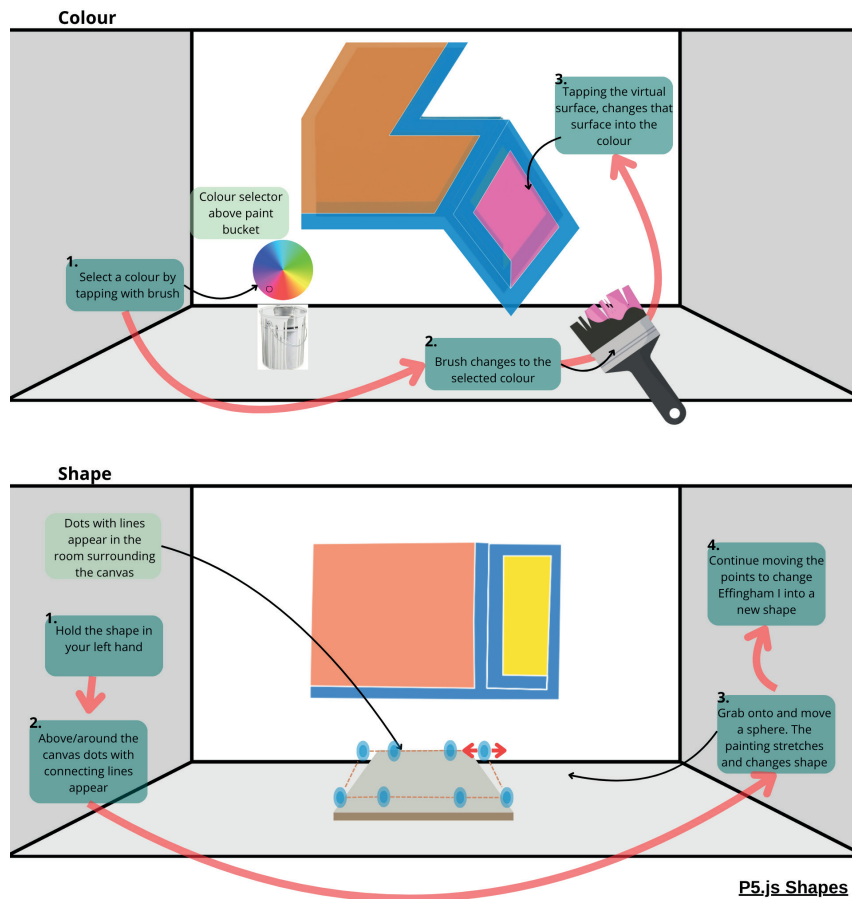 Colour
3.
Tapping the virtual
surface, changes that
surface into the
colour
Colour selector
above paint
bucket
1.
Select a colour by
tapping with brush
2.
Brush changes to the
selected colour
Shape
Dots with lines
appear in the
room surrounding
the canvas
1.
Hold the shape in
your left hand
2.
Above/around the
canvas dots with
connecting lines
appear
3.
Grab onto and move
a sphere. The
painting stretches
and changes shape
4.
Continue moving the
points to change
Effingham I into a
new shape
P5.js Shapes